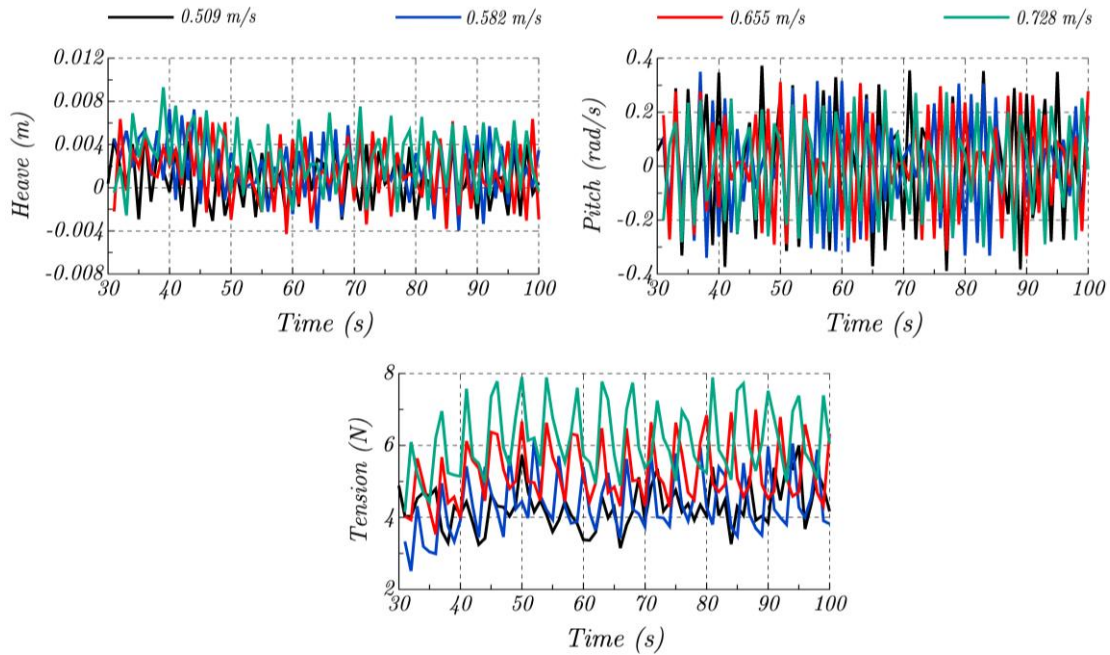 0.509 m/s 0.582 m/s 0.655 m/s 0.728 m/s
0.012
0.008
0.004
0
-0.004
-0.008
Heave (m)
30 40 50 60 70 80 90 100
Time (s)
0.4
0.2
0
-0.2
-0.4
Pitch (rad/s)
30 40 50 60 70 80 90 100
Time (s)
8
6
4
2
Tension (N)
30 40 50 60 70 80 90 100
Time (s)